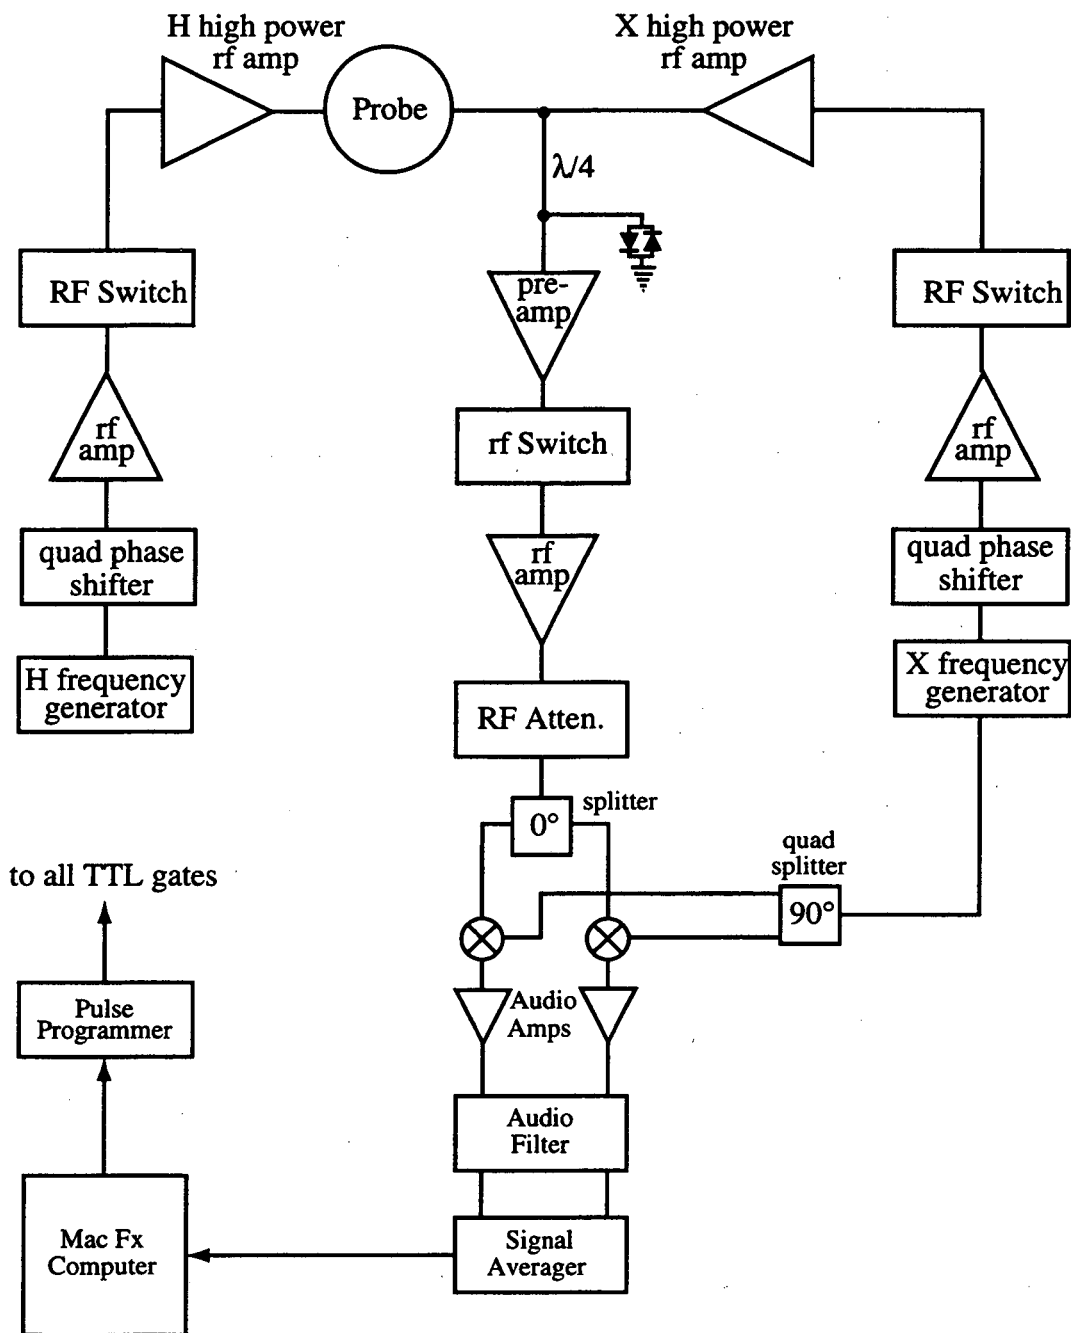 H high power
rf amp
X high power
rf amp
Probe
λ/4
RF Switch
pre-
amp
RF Switch
rf
amp
rf Switch
rf
amp
quad phase
shifter
rf
amp
quad phase
shifter
H frequency
generator
X frequency
generator
RF Atten.
0°
splitter
quad
splitter
90°
to all TTL gates
Pulse
Programmer
Audio
Amps
Audio
Filter
Mac Fx
Computer
Signal
Averager